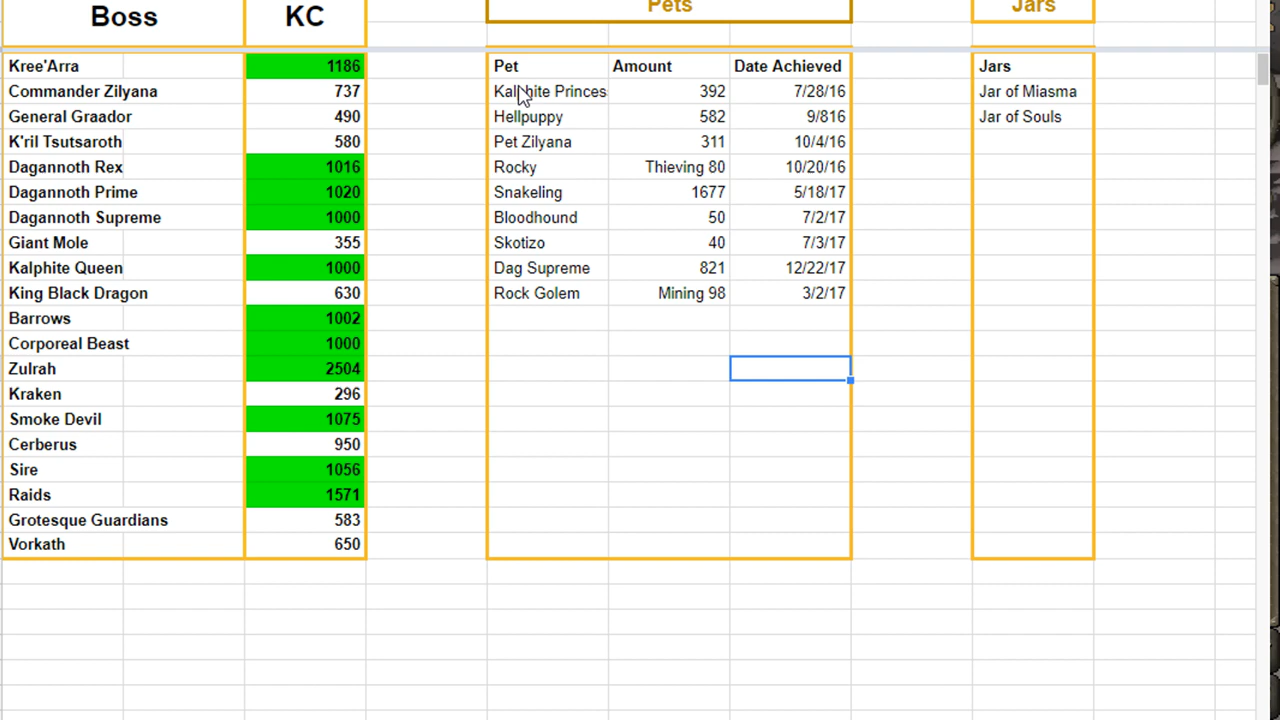 Boss KC Pets Jars
Kree'Arra 1186 Pet Amount Date Achieved Jars
Commander Zilyana 737 Kalphite Princes 392 7/28/16 Jar of Miasma
General Graador 490 Hellpuppy 582 9/816 Jar of Souls
K'ril Tsutsaroth 580 Pet Zilyana 311 10/4/16
Dagannoth Rex 1016 Rocky Thieving 80 10/20/16
Dagannoth Prime 1020 Snakeling 1677 5/18/17
Dagannoth Supreme 1000 Bloodhound 50 7/2/17
Giant Mole 355 Skotizo 40 7/3/17
Kalphite Queen 1000 Dag Supreme 821 12/22/17
King Black Dragon 630 Rock Golem Mining 98 3/2/17
Barrows 1002
Corporeal Beast 1000
Zulrah 2504
Kraken 296
Smoke Devil 1075
Cerberus 950
Sire 1056
Raids 1571
Grotesque Guardians 583
Vorkath 650